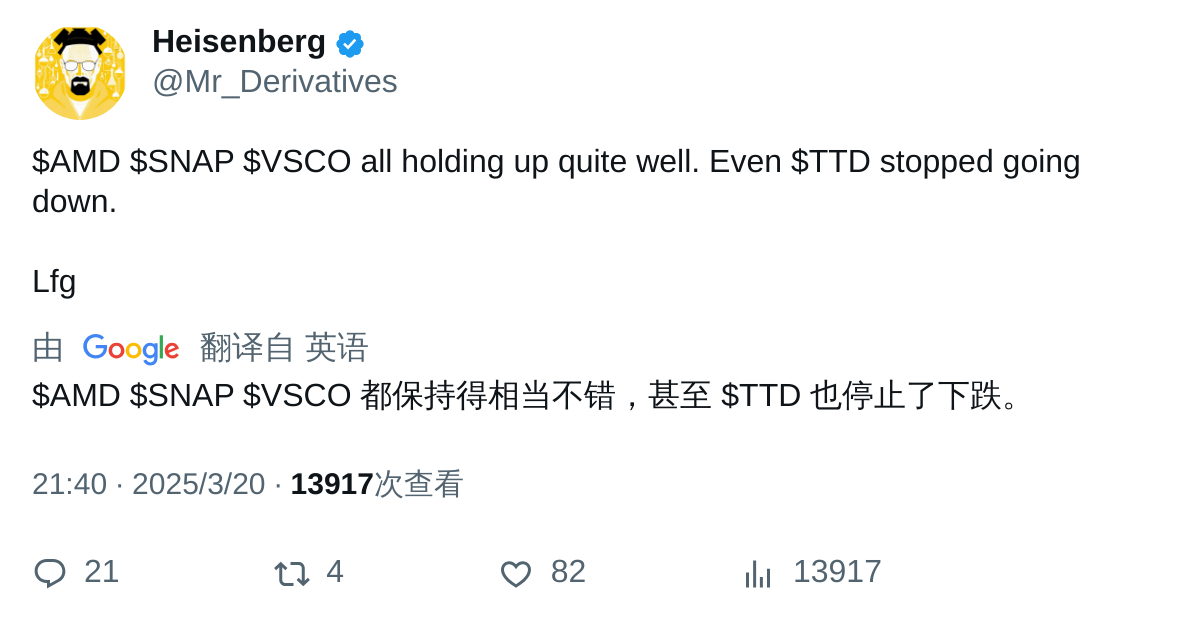 Heisenberg
@Mr_Derivatives
$AMD $SNAP $VSCO all holding up quite well. Even $TTD stopped going
down.
Lfg
由 Google 翻译自 英语
$AMD $SNAP $VSCO 都保持得相当不错，甚至 $TTD 也停止了下跌。
21:40 · 2025/3/20 · 13917次查看
21 4 82 13917